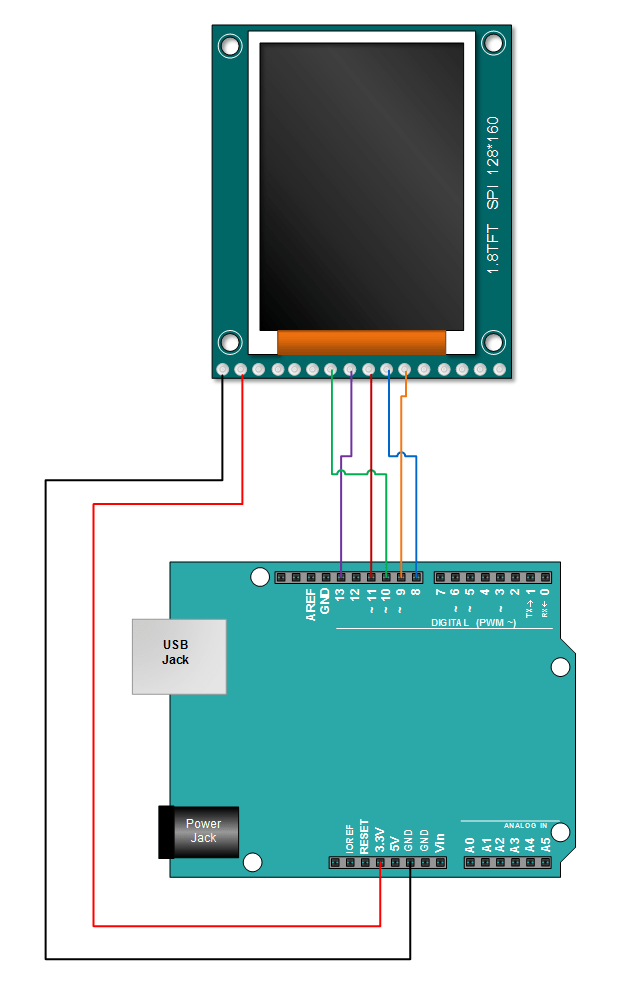 1.8TFT SPI 128*160
AREF
GND
13
12
~ 11
~ 10
~ 9
8
7
~ 6
~ 5
4
~ 3
2
TX→ 1
RX← 0
DIGITAL (PWM ~)
USB
Jack
Power
Jack
ANALOG IN
IOREF
RESET
3.3V
5V
GND
GND
Vin
A0
A1
A2
A3
A4
A5